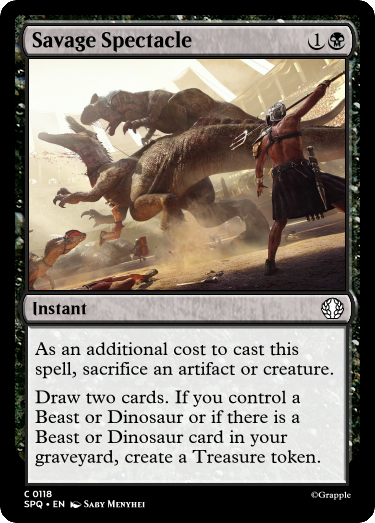 Savage Spectacle 1
Instant
As an additional cost to cast this
spell, sacrifice an artifact or creature.
Draw two cards. If you control a
Beast or Dinosaur or if there is a
Beast or Dinosaur card in your
graveyard, create a Treasure token.
C 0118
SPQ • EN Saby Menyhei
©Grapple